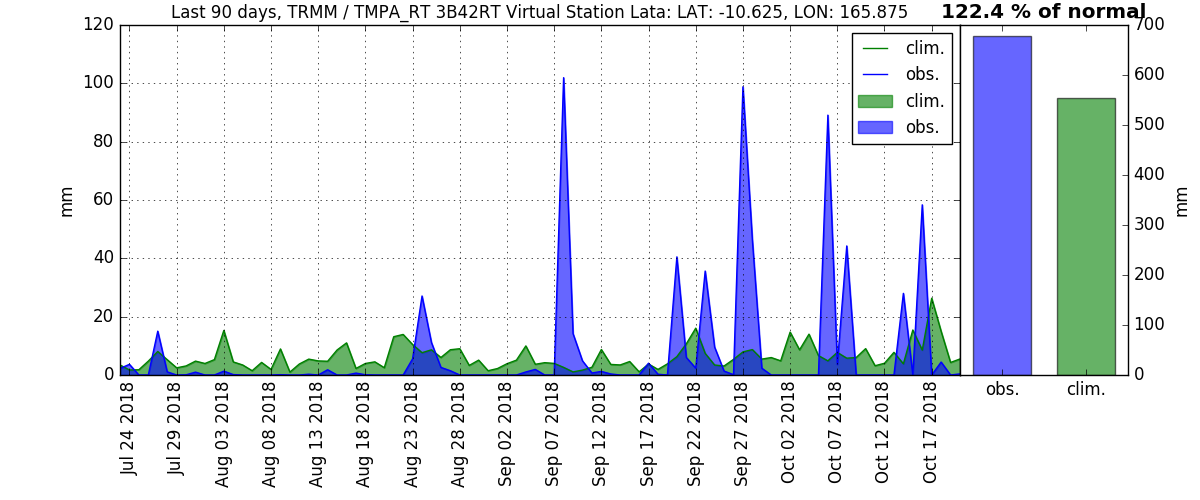 Last 90 days, TRMM / TMPA_RT 3B42RT Virtual Station Lata: LAT: -10.625, LON: 165.875
122.4 % of normal
120
100
80
60
40
20
0
mm
clim.
obs.
clim.
obs.
Jul 24 2018
Jul 29 2018
Aug 03 2018
Aug 08 2018
Aug 13 2018
Aug 18 2018
Aug 23 2018
Aug 28 2018
Sep 02 2018
Sep 07 2018
Sep 12 2018
Sep 17 2018
Sep 22 2018
Sep 27 2018
Oct 02 2018
Oct 07 2018
Oct 12 2018
Oct 17 2018
700
600
500
400
300
200
100
0
mm
obs.
clim.